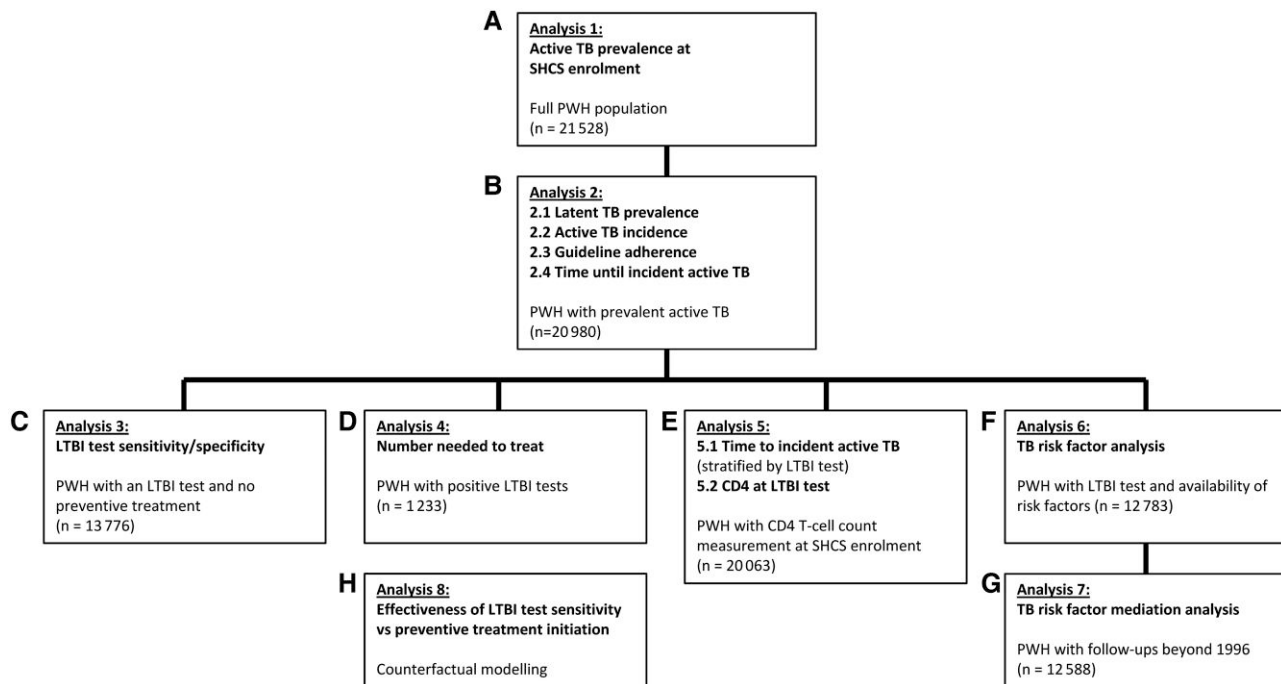 A
Analysis 1:
Active TB prevalence at
SHCS enrolment
Full PWH population
(n = 21 528)
B
Analysis 2:
2.1 Latent TB prevalence
2.2 Active TB incidence
2.3 Guideline adherence
2.4 Time until incident active TB
PWH with prevalent active TB
(n=20 980)
C
Analysis 3:
LTBI test sensitivity/specificity
PWH with an LTBI test and no
preventive treatment
(n = 13 776)
D
Analysis 4:
Number needed to treat
PWH with positive LTBI tests
(n = 1 233)
E
Analysis 5:
5.1 Time to incident active TB
(stratified by LTBI test)
5.2 CD4 at LTBI test
PWH with CD4 T-cell count
measurement at SHCS enrolment
(n = 20 063)
F
Analysis 6:
TB risk factor analysis
PWH with LTBI test and availability of
risk factors (n = 12 783)
H
Analysis 8:
Effectiveness of LTBI test sensitivity
vs preventive treatment initiation
Counterfactual modelling
G
Analysis 7:
TB risk factor mediation analysis
PWH with follow-ups beyond 1996
(n = 12 588)